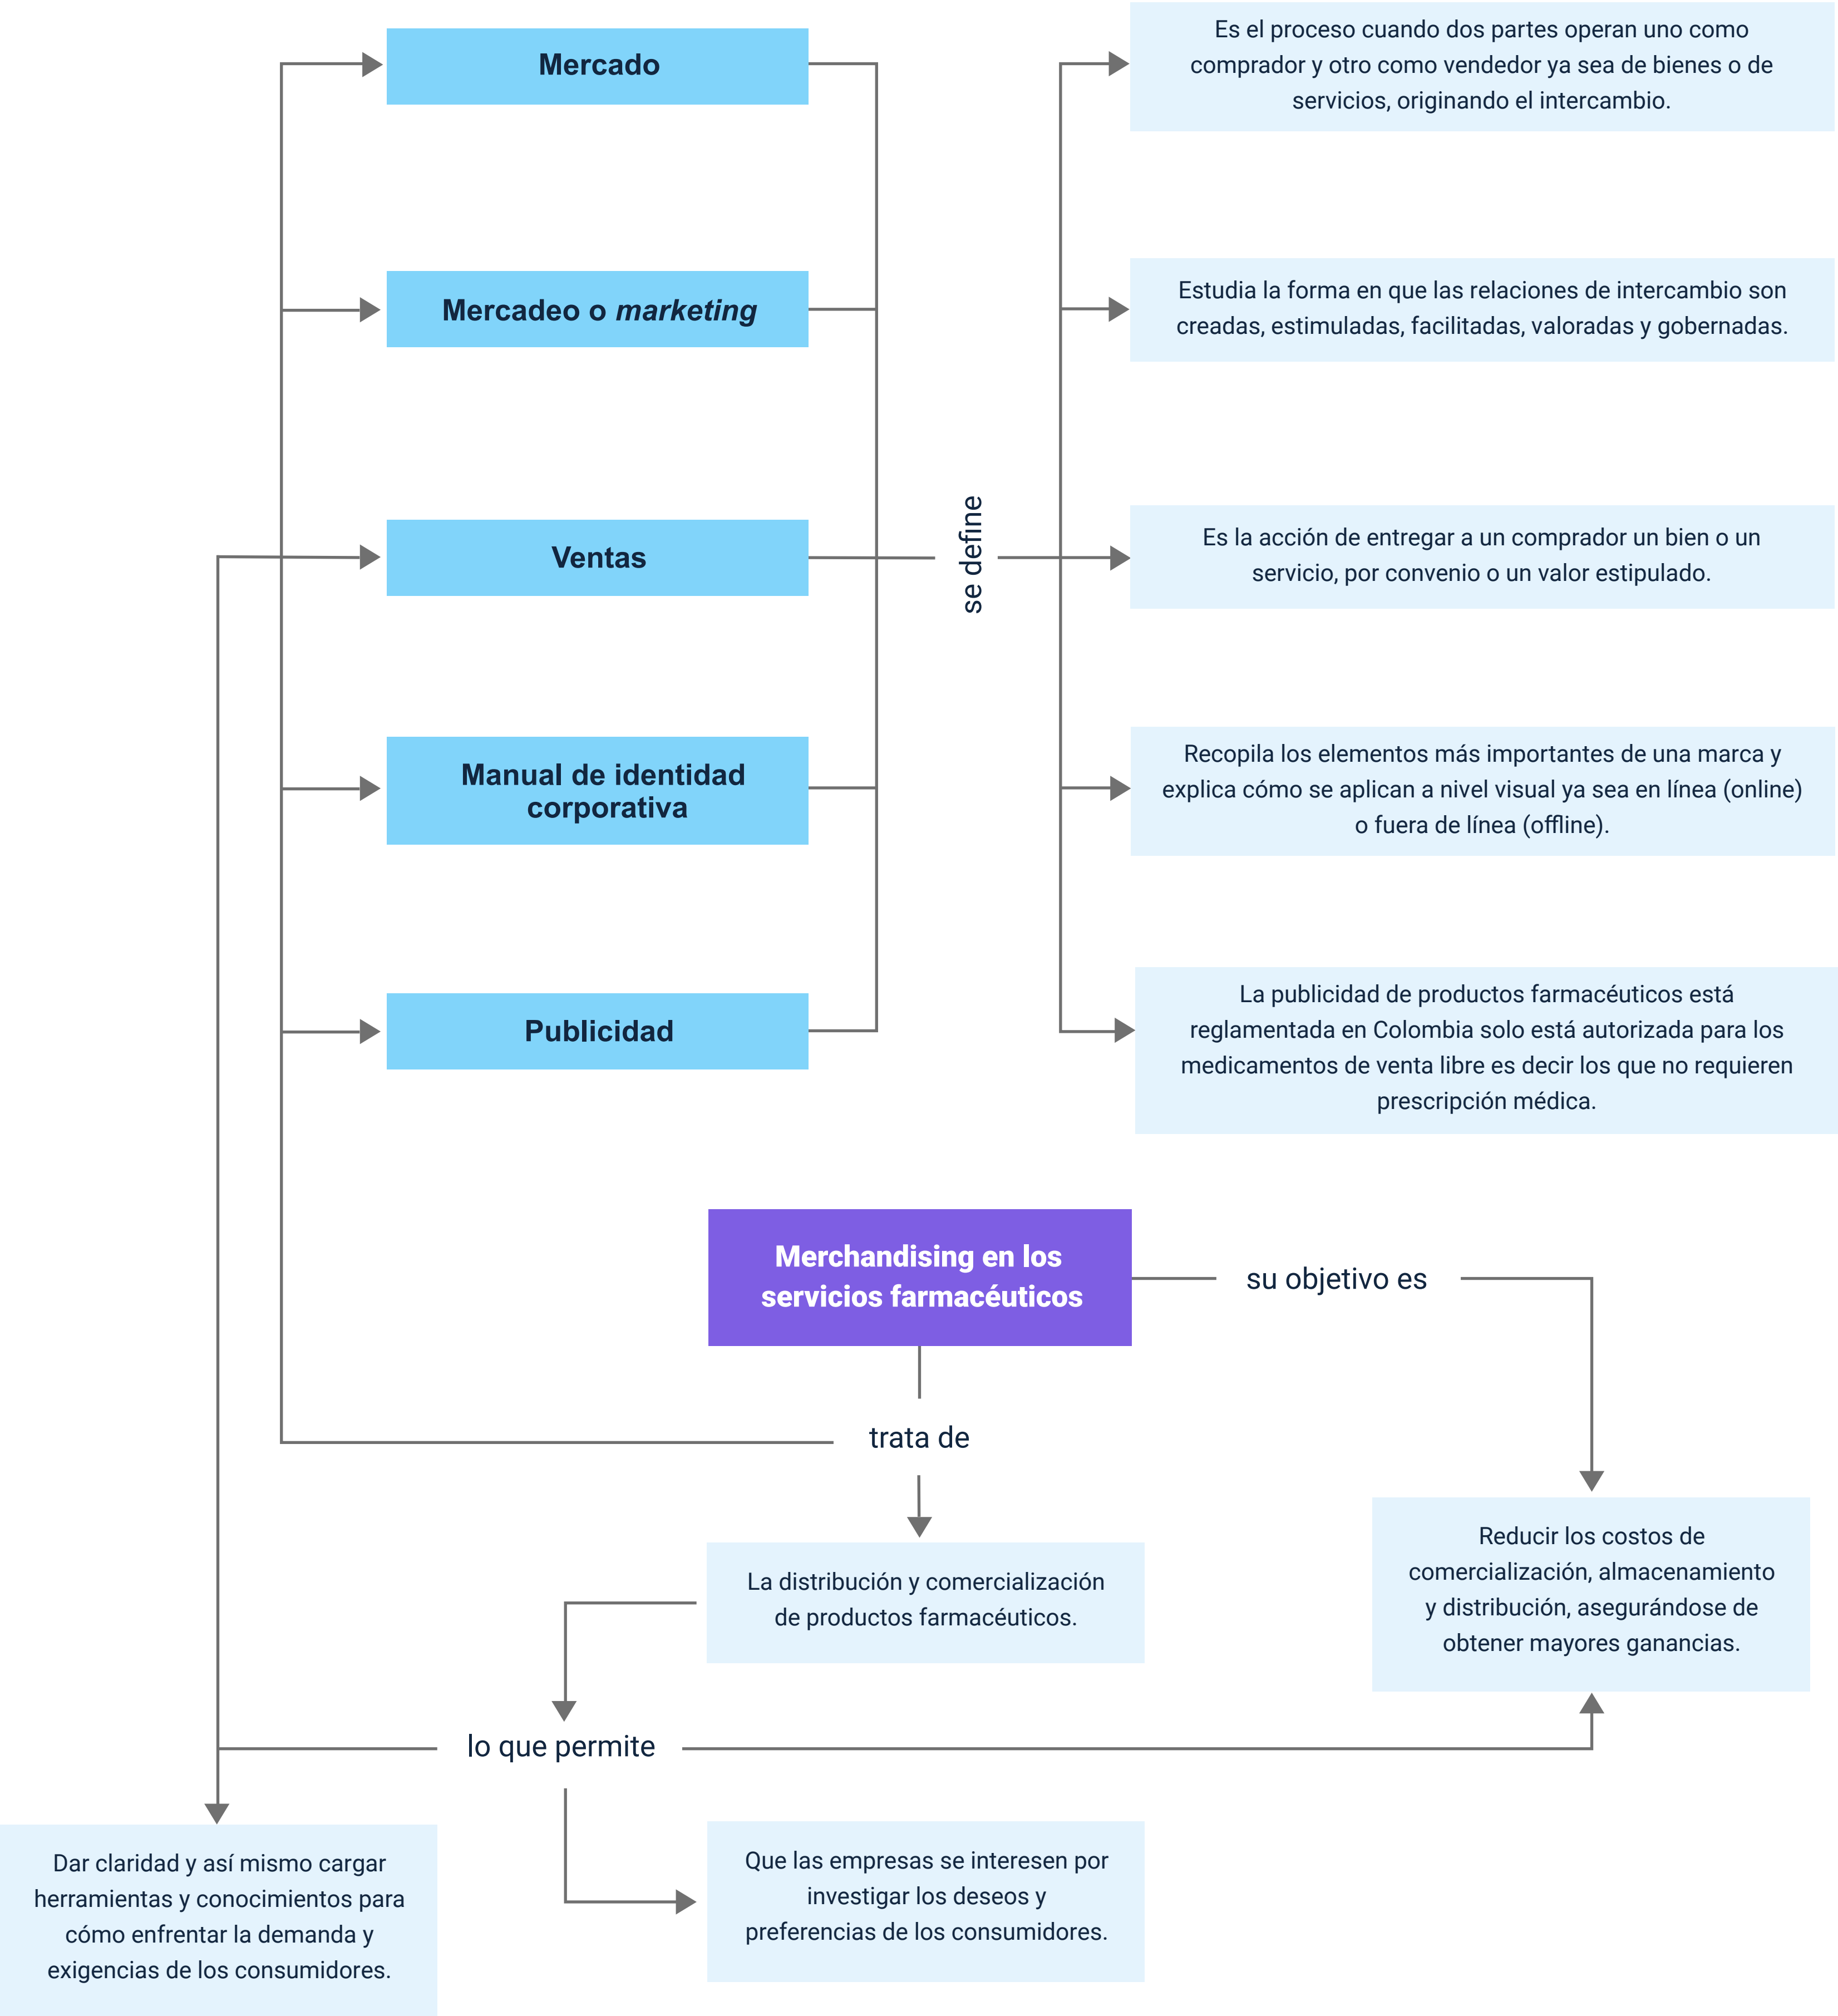 Mercado
Es el proceso cuando dos partes operan uno como
comprador y otro como vendedor ya sea de bienes o de
servicios, originando el intercambio.
Mercadeo o marketing
Estudia la forma en que las relaciones de intercambio son
creadas, estimuladas, facilitadas, valoradas y gobernadas.
Ventas
se define
Es la acción de entregar a un comprador un bien o un
servicio, por convenio o un valor estipulado.
Manual de identidad
corporativa
Recopila los elementos más importantes de una marca y
explica cómo se aplican a nivel visual ya sea en línea (online)
o fuera de línea (offline).
Publicidad
La publicidad de productos farmacéuticos está
reglamentada en Colombia solo está autorizada para los
medicamentos de venta libre es decir los que no requieren
prescripción médica.
Merchandising en los
servicios farmacéuticos
su objetivo es
trata de
La distribución y comercialización
de productos farmacéuticos.
Reducir los costos de
comercialización, almacenamiento
y distribución, asegurándose de
obtener mayores ganancias.
lo que permite
Dar claridad y así mismo cargar
herramientas y conocimientos para
cómo enfrentar la demanda y
exigencias de los consumidores.
Que las empresas se interesen por
investigar los deseos y
preferencias de los consumidores.